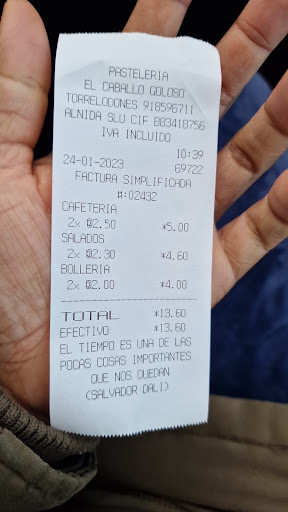 PASTELERIA
EL CABALLO GOLOSO
TORRELODONES 918596711
ALNIDA SLU CIF B83418756
IVA INCLUIDO
10:39
24-01-2023 69722
FACTURA SIMPLIFICADA
#:02432
CAFETERIA
2x @2.50 *5.00
SALADOS
2x @2.30 *4.60
BOLLERIA
2x @2.00 *4.00
TOTAL *13.60
EFECTIVO *13.60
EL TIEMPO ES UNA DE LAS
POCAS COSAS IMPORTANTES
QUE NOS QUEDAN
(SALVADOR DALI)